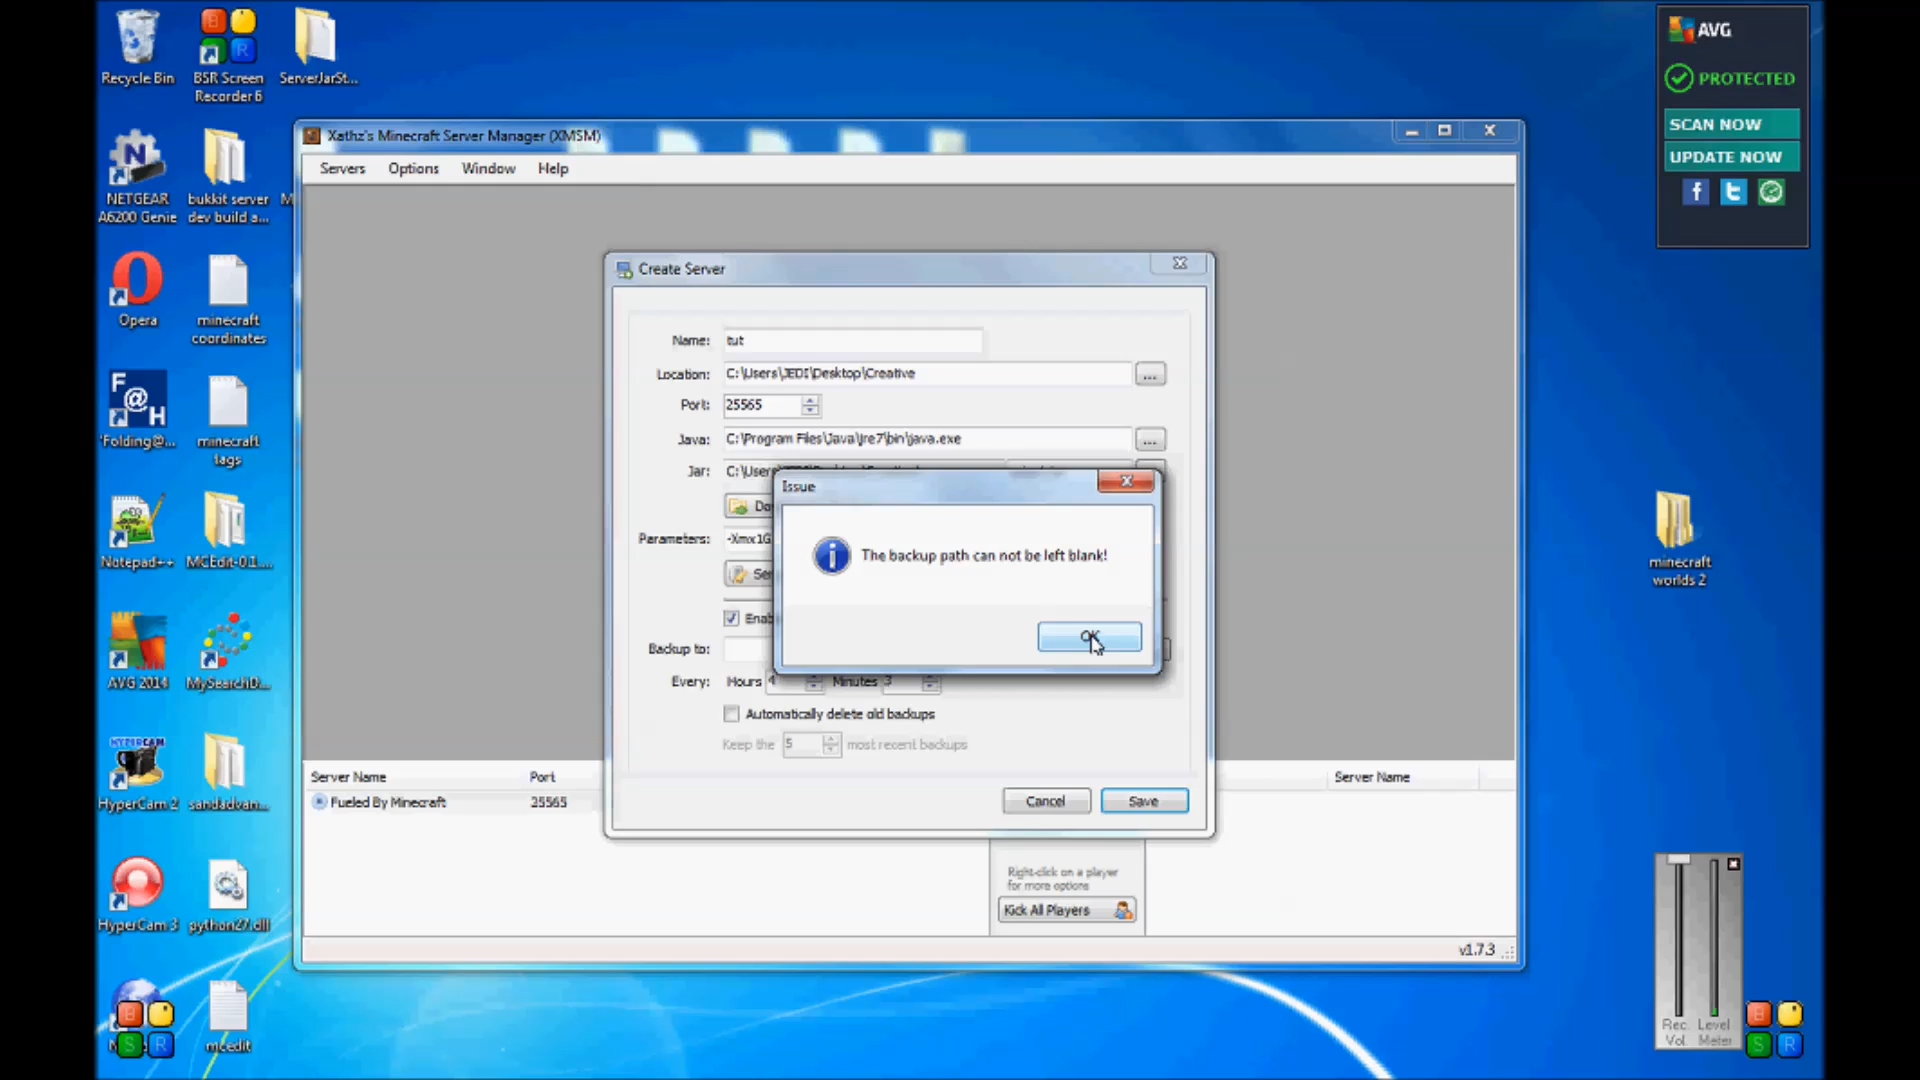 Recycle Bin
BSR Screen
Recorder 6
ServerJarSt...
NETGEAR
A6200 Genie
bukkit server
dev build a...
M
Opera
minecraft
coordinates
'Folding@...
minecraft
tags
Notepad++
MCEdit-0.1....
AVG 2014
MySearchD...
HyperCam 2
sandadvan...
HyperCam 3
python27.dll
mcedit
Xathz's Minecraft Server Manager (XMSM)
Servers
Options
Window
Help
Create Server
Name:
tut
Location:
C:\Users\JEDI\Desktop\Creative
...
Port:
25565
Java:
C:\Program Files\Java\jre7\bin\java.exe
...
Jar:
Parameters:
-Xmx1G
Backup to:
Every:
Hours
4
Minutes
3
Automatically delete old backups
Keep the
5
most recent backups
Cancel
Save
Issue
The backup path can not be left blank!
OK
Server Name
Port
Server Name
Fueled By Minecraft
25565
Right-click on a player
for more options
Kick All Players
v1.7.3
AVG
PROTECTED
SCAN NOW
UPDATE NOW
minecraft
worlds 2
Rec. Level
Vol. Meter